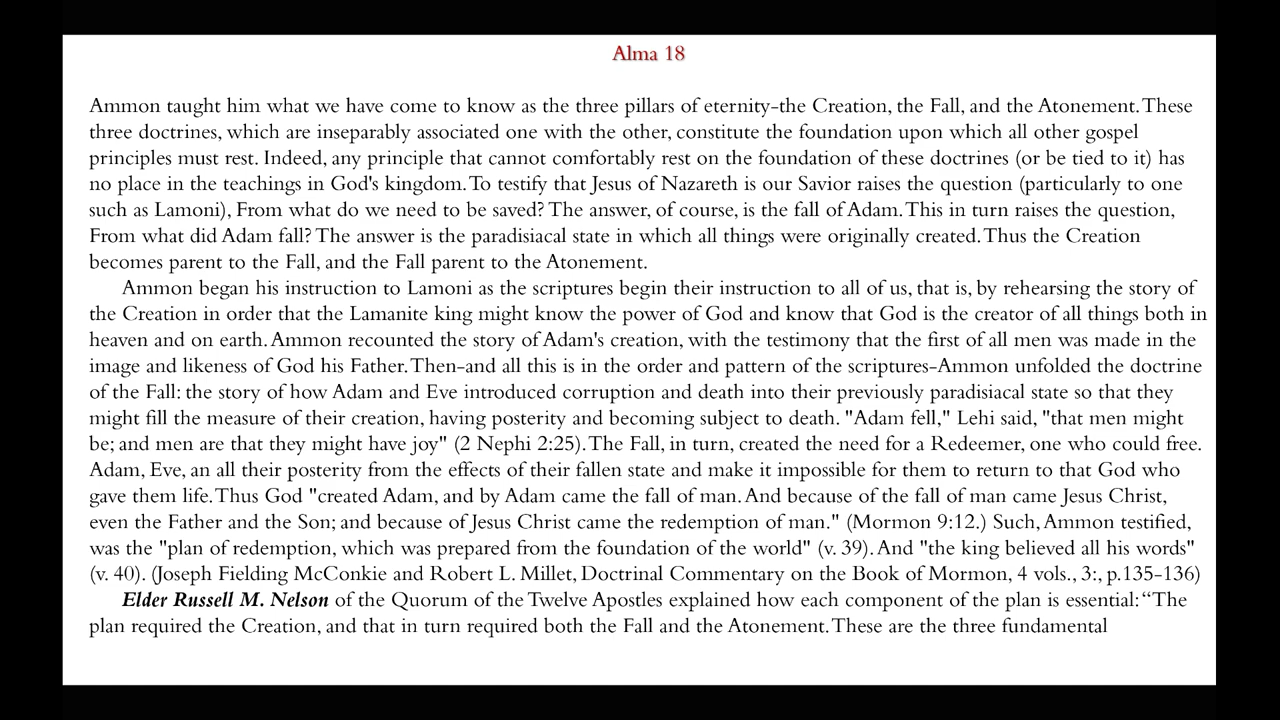 Alma 18
Ammon taught him what we have come to know as the three pillars of eternity-the Creation, the Fall, and the Atonement. These
three doctrines, which are inseparably associated one with the other, constitute the foundation upon which all other gospel
principles must rest. Indeed, any principle that cannot comfortably rest on the foundation of these doctrines (or be tied to it) has
no place in the teachings in God's kingdom. To testify that Jesus of Nazareth is our Savior raises the question (particularly to one
such as Lamoni), From what do we need to be saved? The answer, of course, is the fall of Adam. This in turn raises the question,
From what did Adam fall? The answer is the paradisiacal state in which all things were originally created. Thus the Creation
becomes parent to the Fall, and the Fall parent to the Atonement.
Ammon began his instruction to Lamoni as the scriptures begin their instruction to all of us, that is, by rehearsing the story of
the Creation in order that the Lamanite king might know the power of God and know that God is the creator of all things both in
heaven and on earth. Ammon recounted the story of Adam's creation, with the testimony that the first of all men was made in the
image and likeness of God his Father. Then-and all this is in the order and pattern of the scriptures-Ammon unfolded the doctrine
of the Fall: the story of how Adam and Eve introduced corruption and death into their previously paradisiacal state so that they
might fill the measure of their creation, having posterity and becoming subject to death. "Adam fell," Lehi said, "that men might
be; and men are that they might have joy" (2 Nephi 2:25). The Fall, in turn, created the need for a Redeemer, one who could free.
Adam, Eve, an all their posterity from the effects of their fallen state and make it impossible for them to return to that God who
gave them life. Thus God "created Adam, and by Adam came the fall of man. And because of the fall of man came Jesus Christ,
even the Father and the Son; and because of Jesus Christ came the redemption of man." (Mormon 9:12.) Such, Ammon testified,
was the "plan of redemption, which was prepared from the foundation of the world" (v. 39). And "the king believed all his words"
(v. 40). (Joseph Fielding McConkie and Robert L. Millet, Doctrinal Commentary on the Book of Mormon, 4 vols., 3:, p.135-136)
Elder Russell M. Nelson of the Quorum of the Twelve Apostles explained how each component of the plan is essential: “The
plan required the Creation, and that in turn required both the Fall and the Atonement. These are the three fundamental